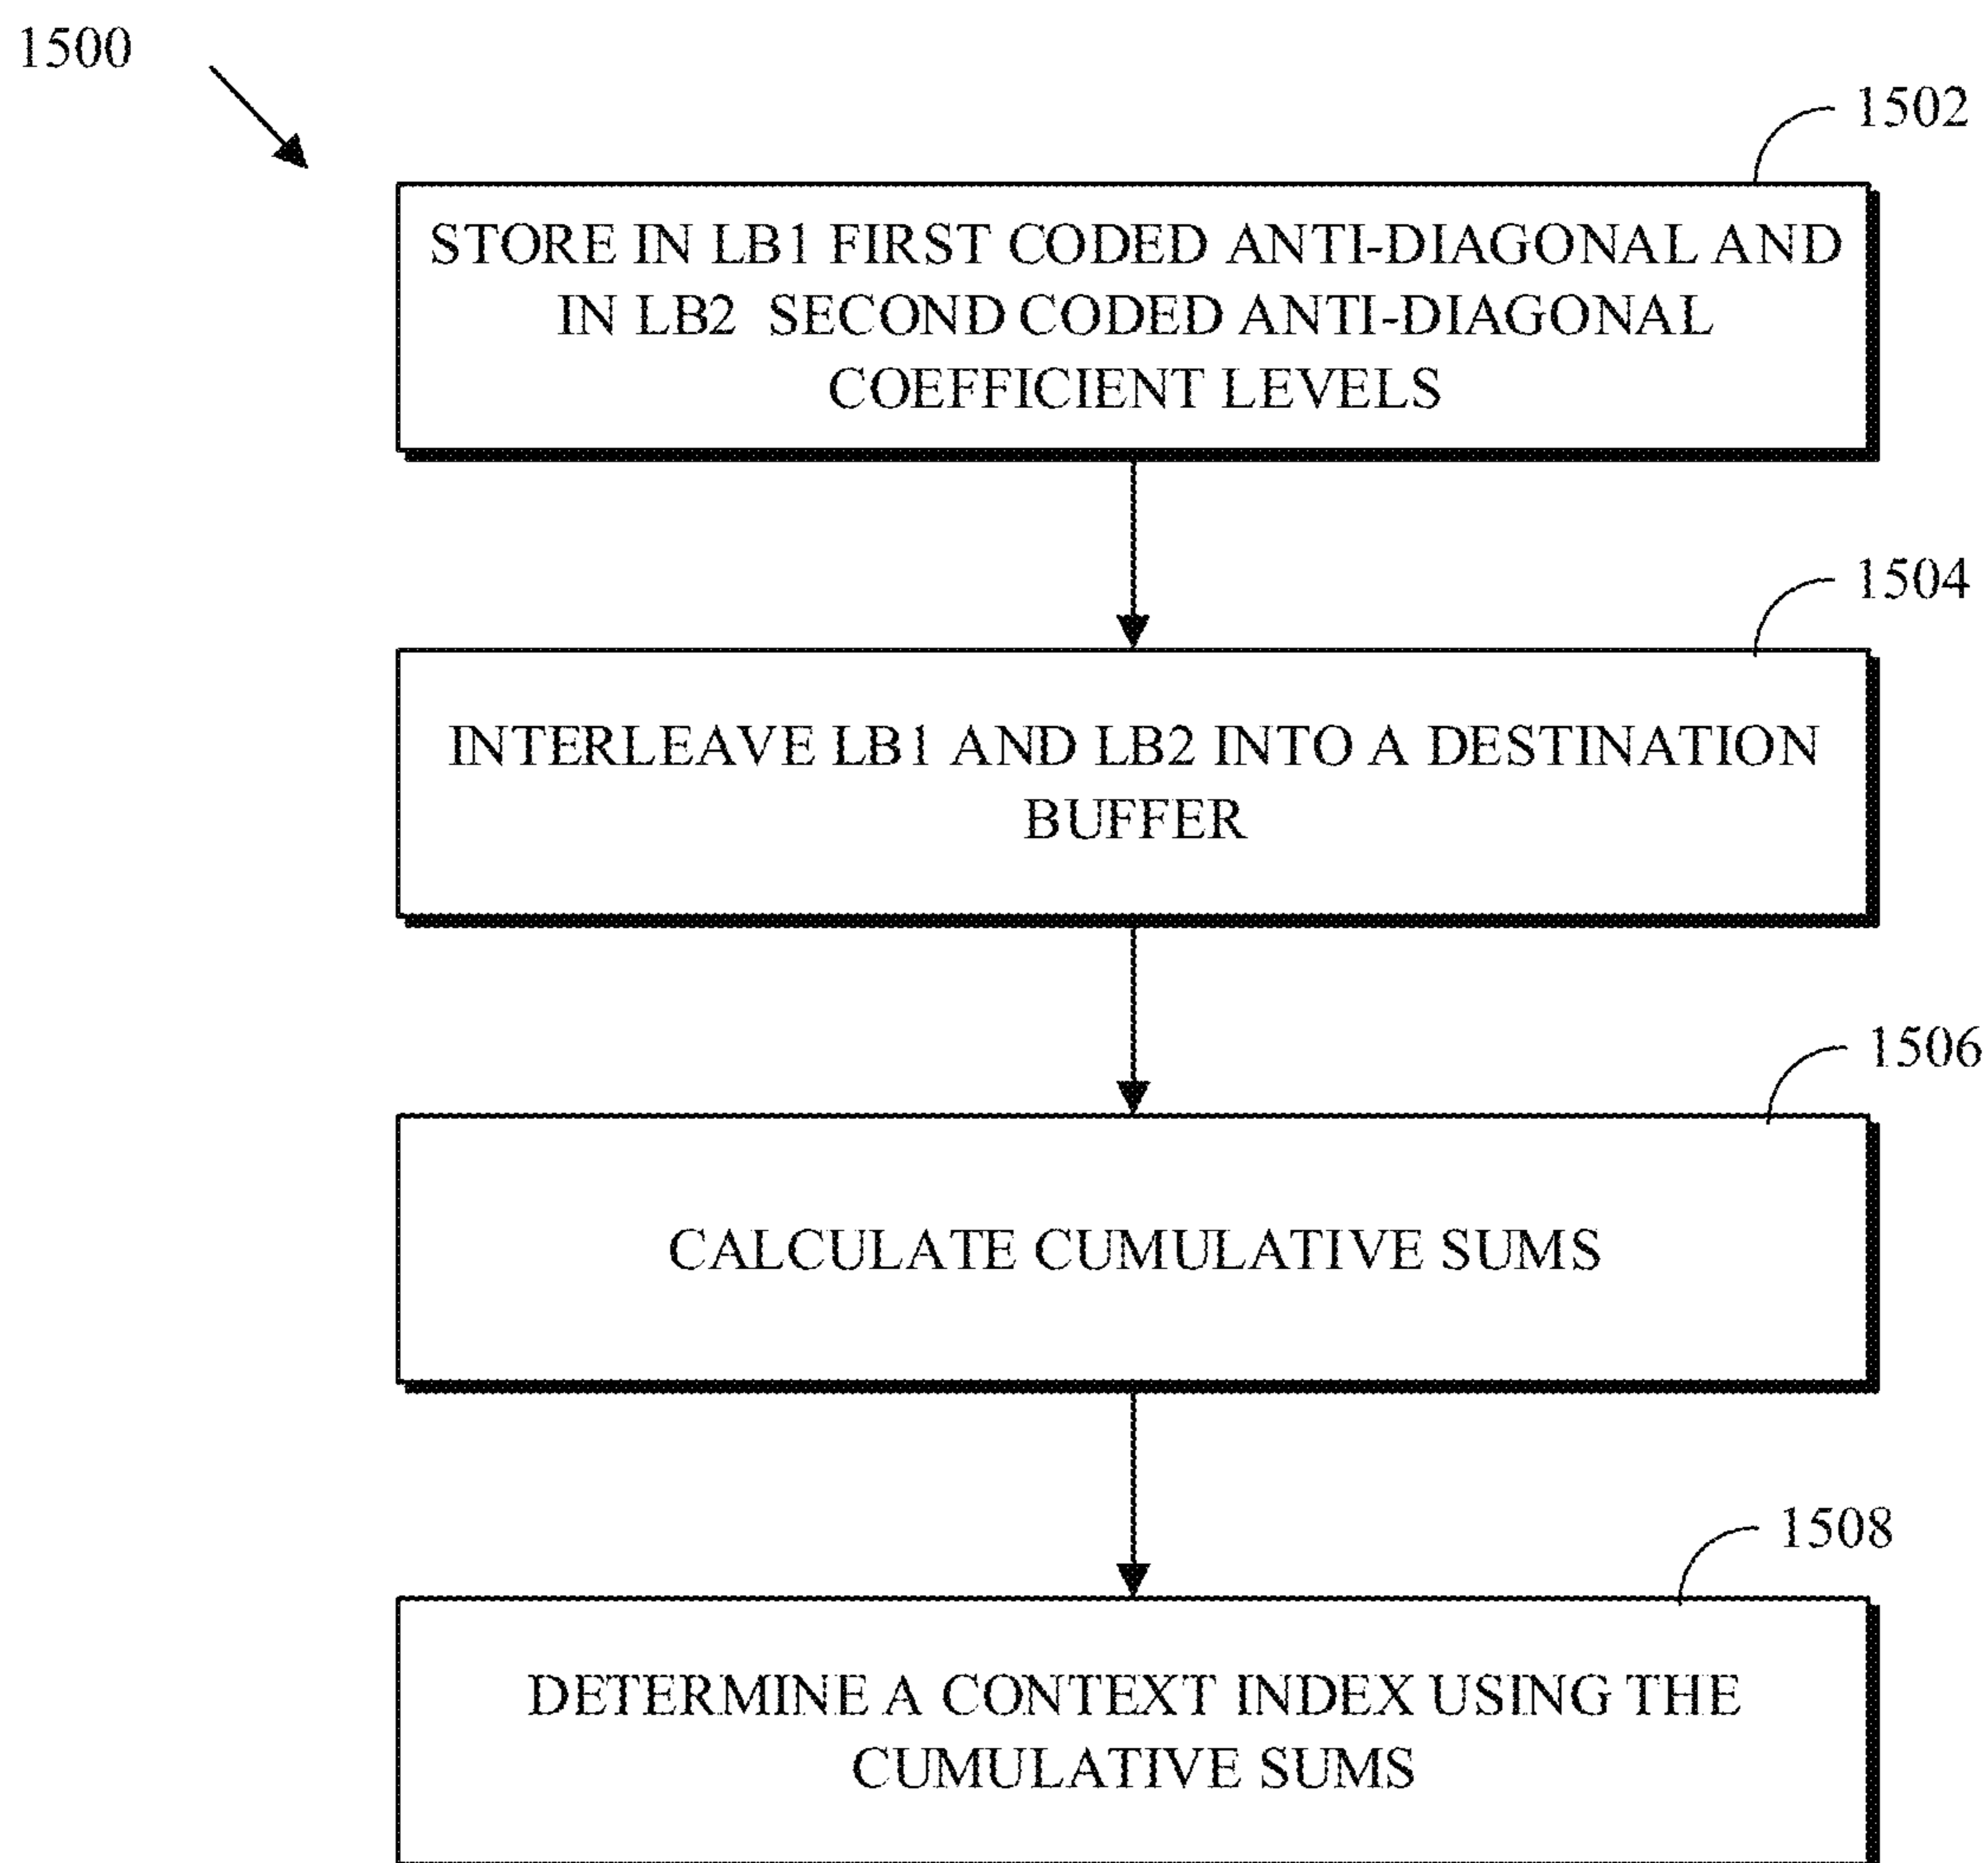 1500
1502
STORE IN LB1 FIRST CODED ANTI-DIAGONAL AND
IN LB2 SECOND CODED ANTI-DIAGONAL
COEFFICIENT LEVELS
1504
INTERLEAVE LB1 AND LB2 INTO A DESTINATION
BUFFER
1506
CALCULATE CUMULATIVE SUMS
1508
DETERMINE A CONTEXT INDEX USING THE
CUMULATIVE SUMS